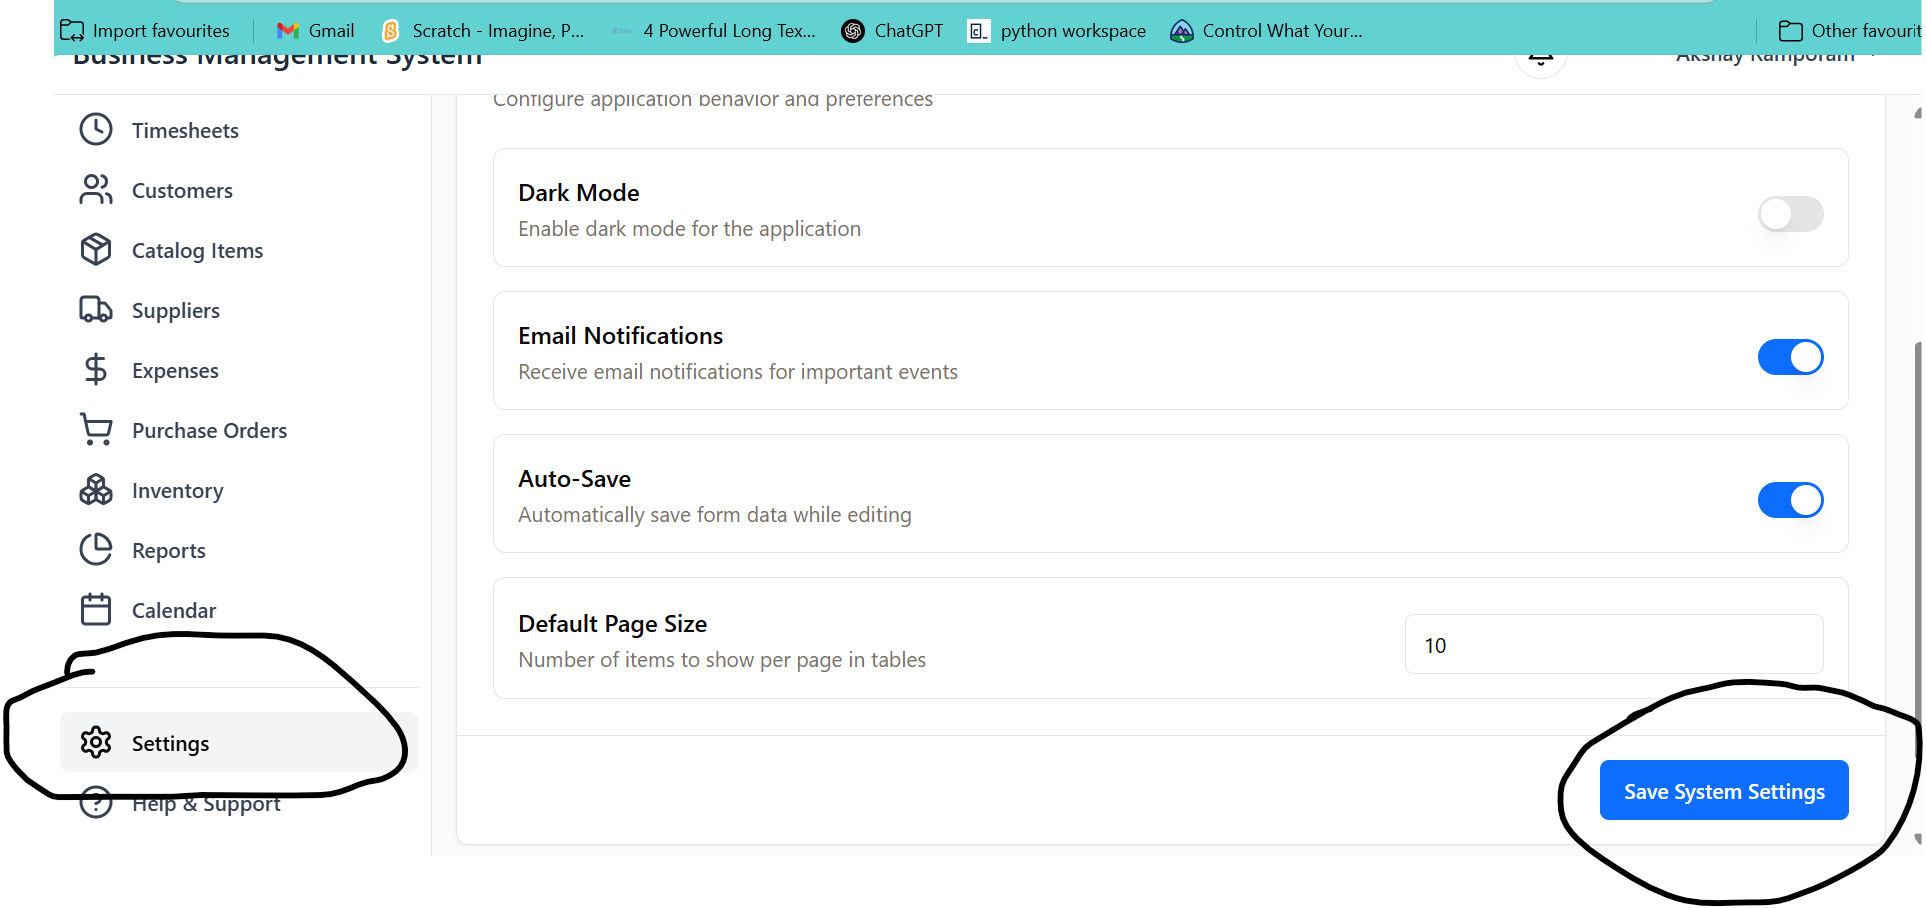 Import favourites
Gmail
Scratch - Imagine, P...
4 Powerful Long Tex...
ChatGPT
python workspace
Control What Your...
Other favourit
Business Management System
Akshay Ramporam
Configure application behavior and preferences
Timesheets
Customers
Catalog Items
Suppliers
Expenses
Purchase Orders
Inventory
Reports
Calendar
Settings
Help & Support
Dark Mode
Enable dark mode for the application
Email Notifications
Receive email notifications for important events
Auto-Save
Automatically save form data while editing
Default Page Size
Number of items to show per page in tables
10
Save System Settings